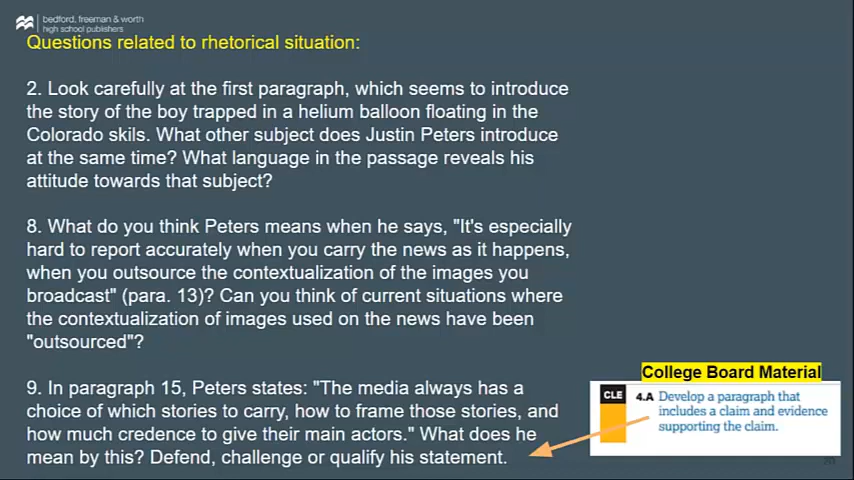 bedford, freeman & worth
high school publishers
Questions related to rhetorical situation:
2. Look carefully at the first paragraph, which seems to introduce
the story of the boy trapped in a helium balloon floating in the
Colorado skils. What other subject does Justin Peters introduce
at the same time? What language in the passage reveals his
attitude towards that subject?
8. What do you think Peters means when he says, "It's especially
hard to report accurately when you carry the news as it happens,
when you outsource the contextualization of the images you
broadcast" (para. 13)? Can you think of current situations where
the contextualization of images used on the news have been
"outsourced"?
9. In paragraph 15, Peters states: "The media always has a
choice of which stories to carry, how to frame those stories, and
how much credence to give their main actors." What does he
mean by this? Defend, challenge or qualify his statement.
College Board Material
CLE
4.A Develop a paragraph that
includes a claim and evidence
supporting the claim.